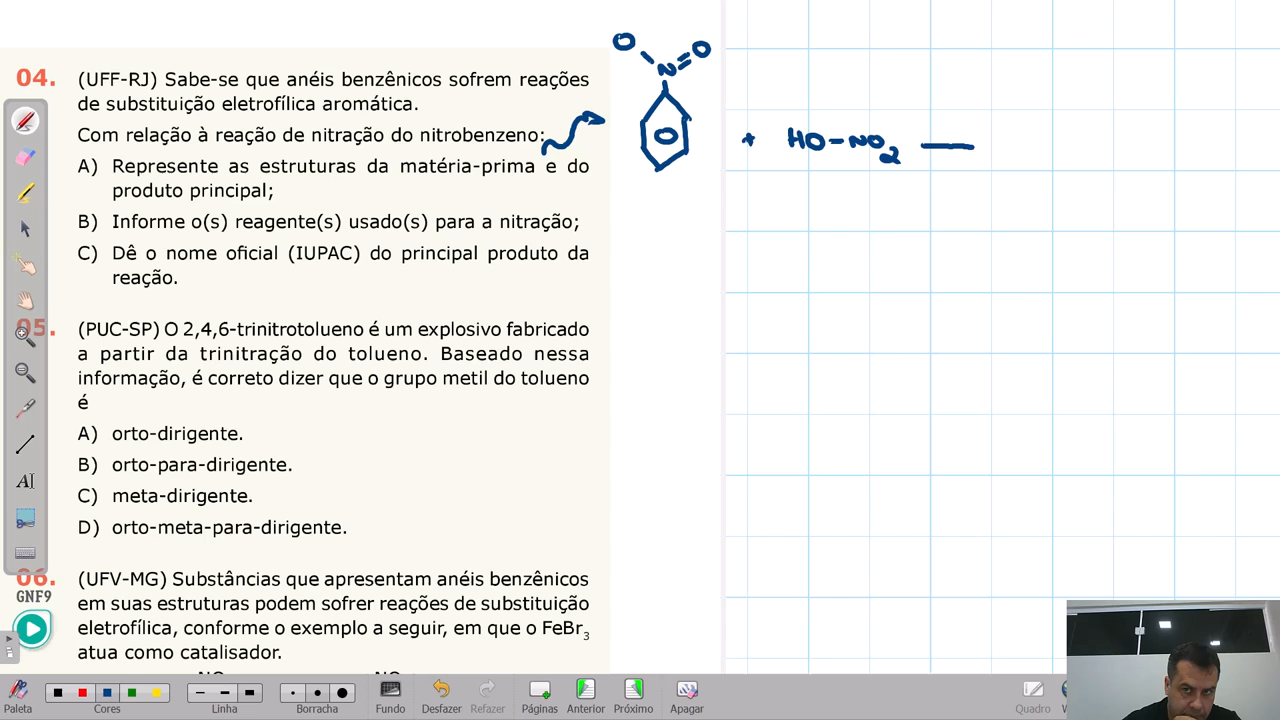 04. (UFF-RJ) Sabe-se que anéis benzênicos sofrem reações
de substituição eletrofílica aromática.
Com relação à reação de nitração do nitrobenzeno:
A) Represente as estruturas da matéria-prima e do
produto principal;
B) Informe o(s) reagente(s) usado(s) para a nitração;
C) Dê o nome oficial (IUPAC) do principal produto da
reação.
O O
N
O + HO-NO2
05. (PUC-SP) O 2,4,6-trinitrotolueno é um explosivo fabricado
a partir da trinitração do tolueno. Baseado nessa
informação, é correto dizer que o grupo metil do tolueno
é
A) orto-dirigente.
B) orto-para-dirigente.
C) meta-dirigente.
D) orto-meta-para-dirigente.
06. (UFV-MG) Substâncias que apresentam anéis benzênicos
GNF9
em suas estruturas podem sofrer reações de substituição
eletrofílica, conforme o exemplo a seguir, em que o FeBr3
atua como catalisador.
AI
Paleta Cores Linha Borracha Fundo Desfazer Refazer Páginas Anterior Próximo Apagar Quadro